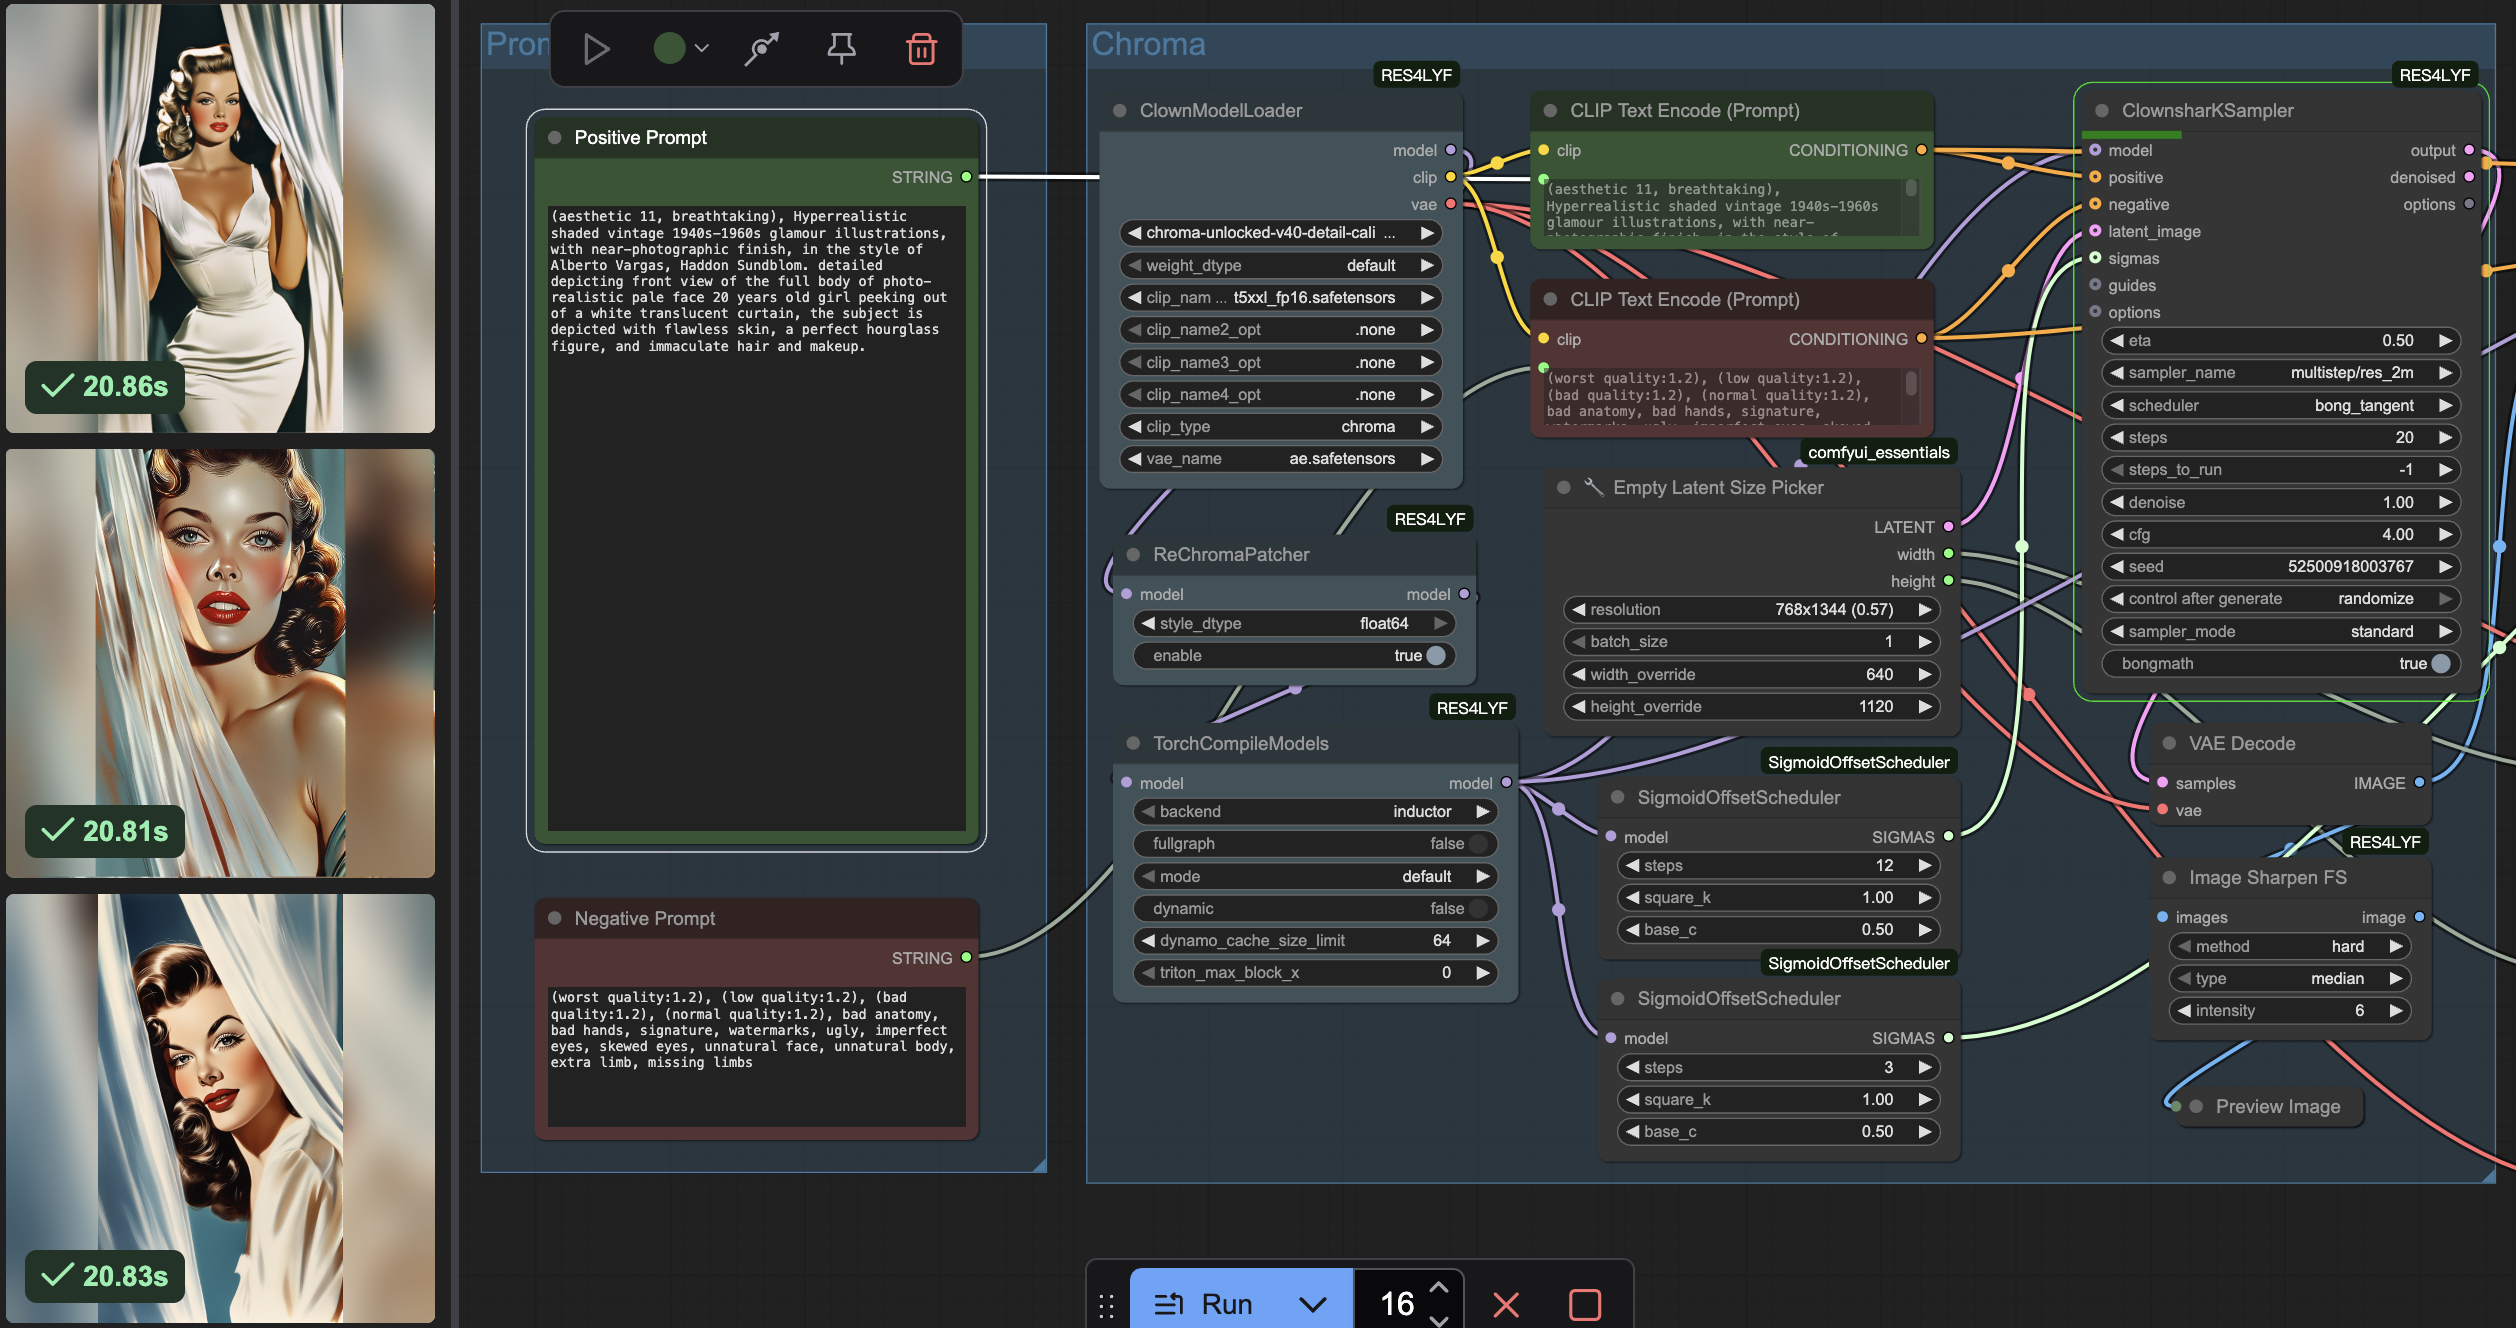 20.86s
20.81s
20.83s
Positive Prompt
STRING
(aesthetic 11, breathtaking), Hyperrealistic
shaded vintage 1940s-1960s glamour illustrations,
with near-photographic finish, in the style of
Alberto Vargas, Haddon Sundblom. detailed
depicting front view of the full body of photo-
realistic pale face 20 years old girl peeking out
of a white translucent curtain, the subject is
depicted with flawless skin, a perfect hourglass
figure, and immaculate hair and makeup.
Negative Prompt
STRING
(worst quality:1.2), (low quality:1.2), (bad
quality:1.2), (normal quality:1.2), bad anatomy,
bad hands, signature, watermarks, ugly, imperfect
eyes, skewed eyes, unnatural face, unnatural body,
extra limb, missing limbs
Chroma
RES4LYF
ClownModelLoader
model
clip
vae
chroma-unlocked-v40-detail-cali ...
weight_dtype default
clip_nam ... t5xxl_fp16.safetensors
clip_name2_opt .none
clip_name3_opt .none
clip_name4_opt .none
clip_type chroma
vae_name ae.safetensors
RES4LYF
ReChromaPatcher
model model
style_dtype float64
enable true
RES4LYF
TorchCompileModels
model model
backend inductor
fullgraph false
mode default
dynamic false
dynamo_cache_size_limit 64
triton_max_block_x 0
CLIP Text Encode (Prompt)
clip CONDITIONING
(aesthetic 11, breathtaking),
Hyperrealistic shaded vintage 1940s-1960s
glamour illustrations, with near-
photographic finish, in the style of
CLIP Text Encode (Prompt)
clip CONDITIONING
(worst quality:1.2), (low quality:1.2),
(bad quality:1.2), (normal quality:1.2),
bad anatomy, bad hands, signature,
watermarks, ugly, imperfect eyes, skewed
comfyui_essentials
Empty Latent Size Picker
LATENT
width
height
resolution 768x1344 (0.57)
batch_size 1
width_override 640
height_override 1120
SigmoidOffsetScheduler
SigmoidOffsetScheduler
model SIGMAS
steps 12
square_k 1.00
base_c 0.50
SigmoidOffsetScheduler
SigmoidOffsetScheduler
model SIGMAS
steps 3
square_k 1.00
base_c 0.50
RES4LYF
ClownsharKSampler
model output
positive denoised
negative options
latent_image
sigmas
guides
options
eta 0.50
sampler_name multistep/res_2m
scheduler bong_tangent
steps 20
steps_to_run -1
denoise 1.00
cfg 4.00
seed 52500918003767
control after generate randomize
sampler_mode standard
bongmath true
VAE Decode
samples IMAGE
vae
RES4LYF
Image Sharpen FS
images image
method hard
type median
intensity 6
Preview Image
Run 16